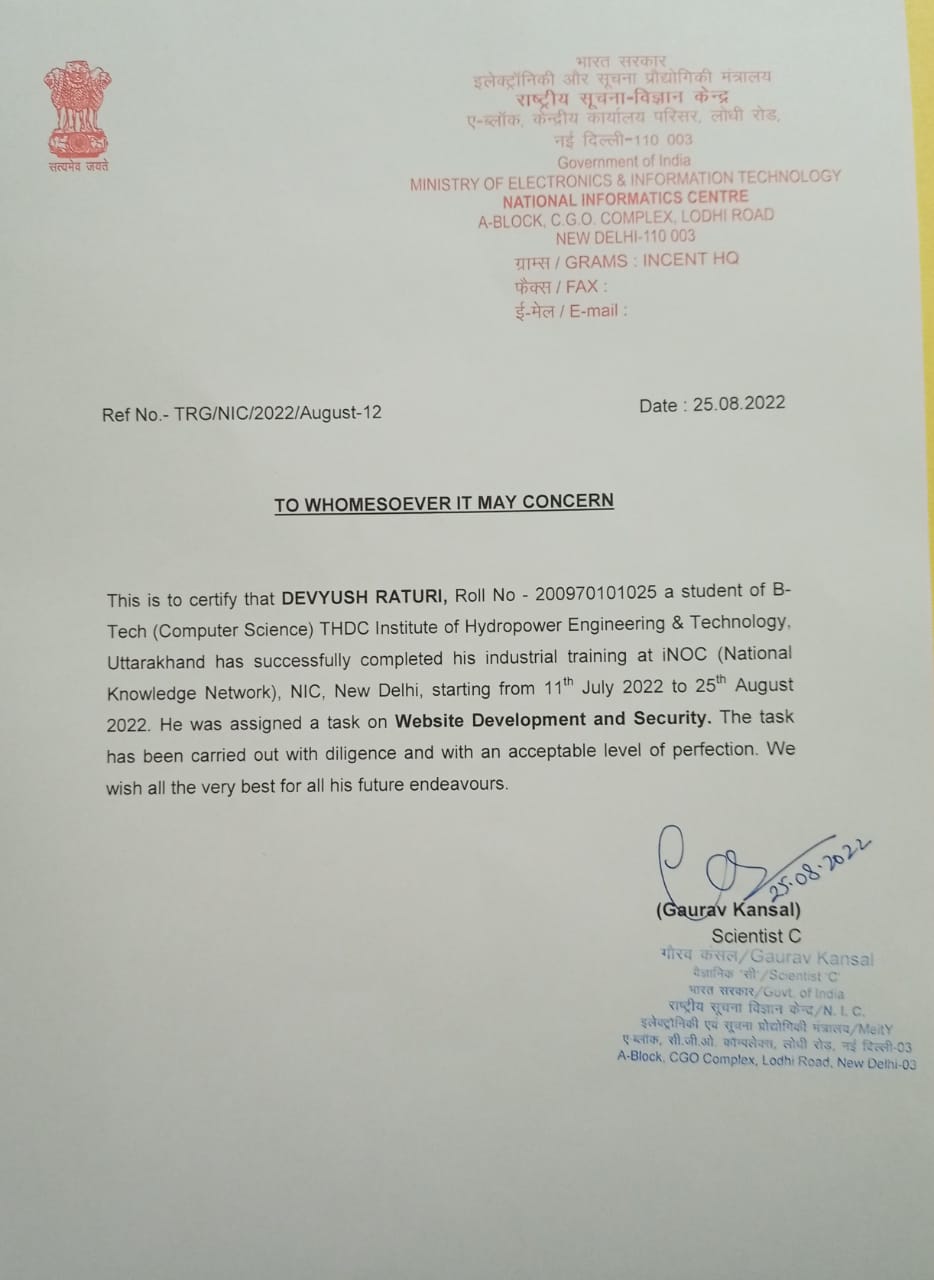 सत्यमेव जयते
भारत सरकार
इलेक्ट्रॉनिकी और सूचना प्रौद्योगिकी मंत्रालय
राष्ट्रीय सूचना-विज्ञान केन्द्र
ए-ब्लॉक, केन्द्रीय कार्यालय परिसर, लोधी रोड,
नई दिल्ली-110 003
Government of India
MINISTRY OF ELECTRONICS & INFORMATION TECHNOLOGY
NATIONAL INFORMATICS CENTRE
A-BLOCK, C.G.O. COMPLEX, LODHI ROAD
NEW DELHI-110 003
ग्राम्स / GRAMS : INCENT HQ
फैक्स / FAX :
ई-मेल / E-mail :
Ref No.- TRG/NIC/2022/August-12 Date : 25.08.2022
TO WHOMESOEVER IT MAY CONCERN
This is to certify that DEVYUSH RATURI, Roll No - 200970101025 a student of B-
Tech (Computer Science) THDC Institute of Hydropower Engineering & Technology,
Uttarakhand has successfully completed his industrial training at iNOC (National
Knowledge Network), NIC, New Delhi, starting from 11th July 2022 to 25th August
2022. He was assigned a task on Website Development and Security. The task
has been carried out with diligence and with an acceptable level of perfection. We
wish all the very best for all his future endeavours.
25.08.2022
(Gaurav Kansal)
Scientist C
गौरव कंसल/Gaurav Kansal
वैज्ञानिक 'सी'/Scientist 'C'
भारत सरकार/Govt. of India
राष्ट्रीय सूचना विज्ञान केन्द/N. I. C.
इलेक्ट्रोनिकी एवं सूचना प्रोद्योगिकी मंत्रालय/MeitY
ए-ब्लॉक, सी.जी.ओ. कॉम्पलेक्स, लोधी रोड, नई दिल्ली-03
A-Block, CGO Complex, Lodhi Road, New Delhi-03